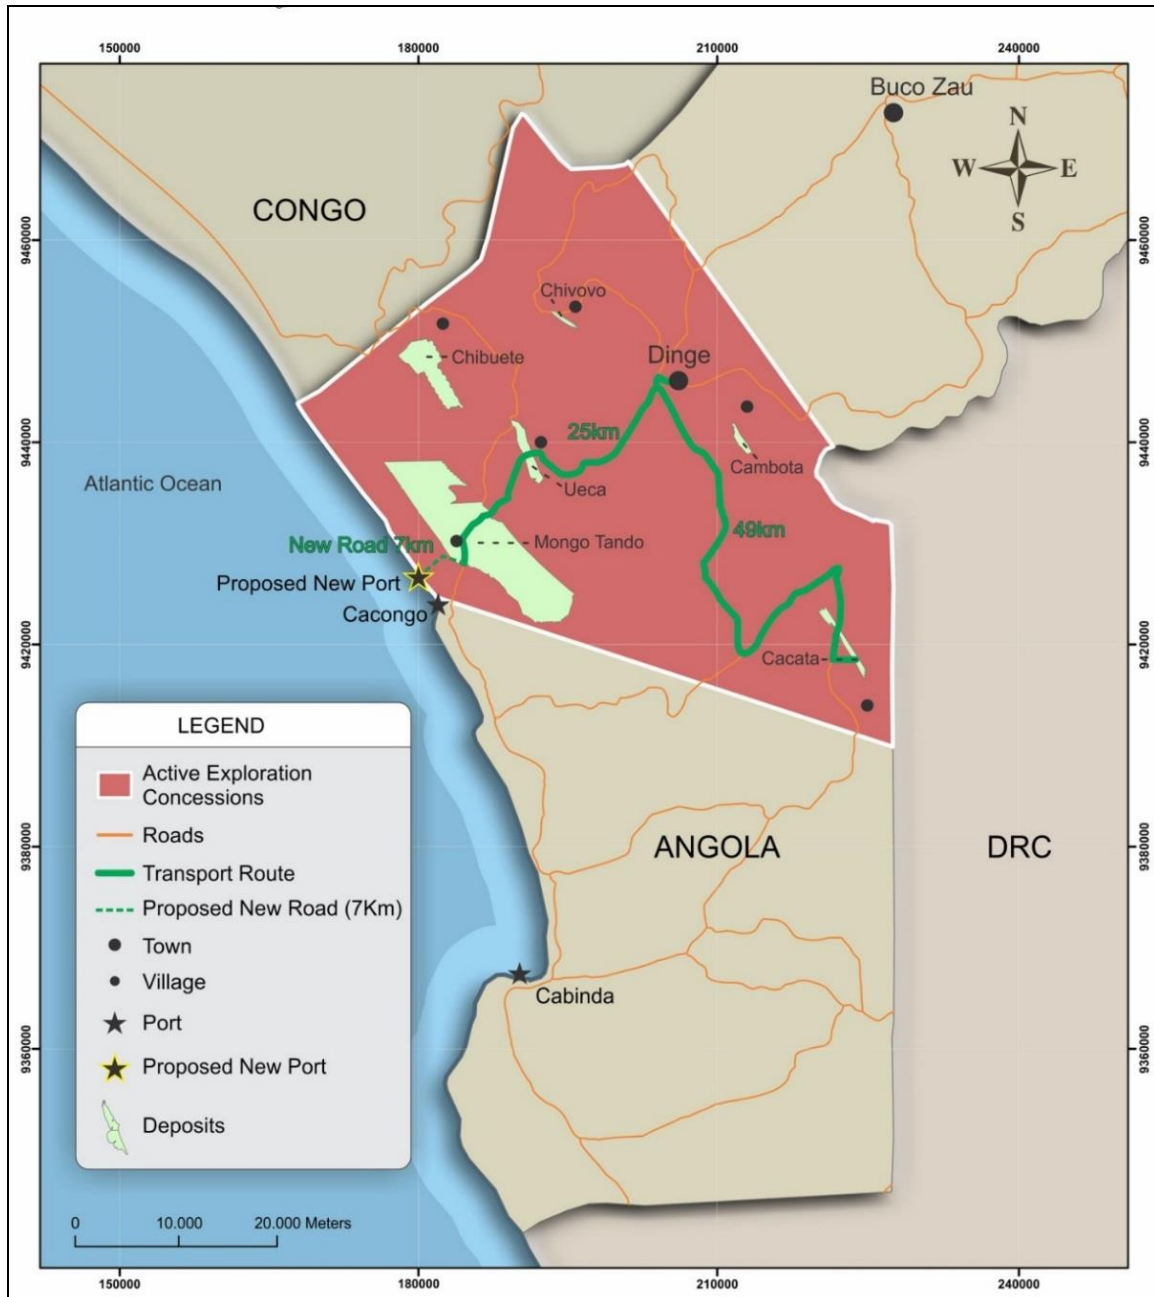 150000
180000
210000
240000
Buco Zau
N
W
E
S
CONGO
9460000
9460000
Chivovo
Chibuete
Dinge
9440000
9440000
25km
Cambota
Atlantic Ocean
Ueca
49km
New Road 7km
Mongo Tando
Proposed New Port
Cacongo
9420000
9420000
Cacata
LEGEND
Active Exploration
Concessions
Roads
Transport Route
Proposed New Road (7Km)
Town
Village
Port
Proposed New Port
Deposits
ANGOLA
DRC
9380000
9380000
Cabinda
9360000
9360000
0
10.000
20.000 Meters
150000
180000
210000
240000